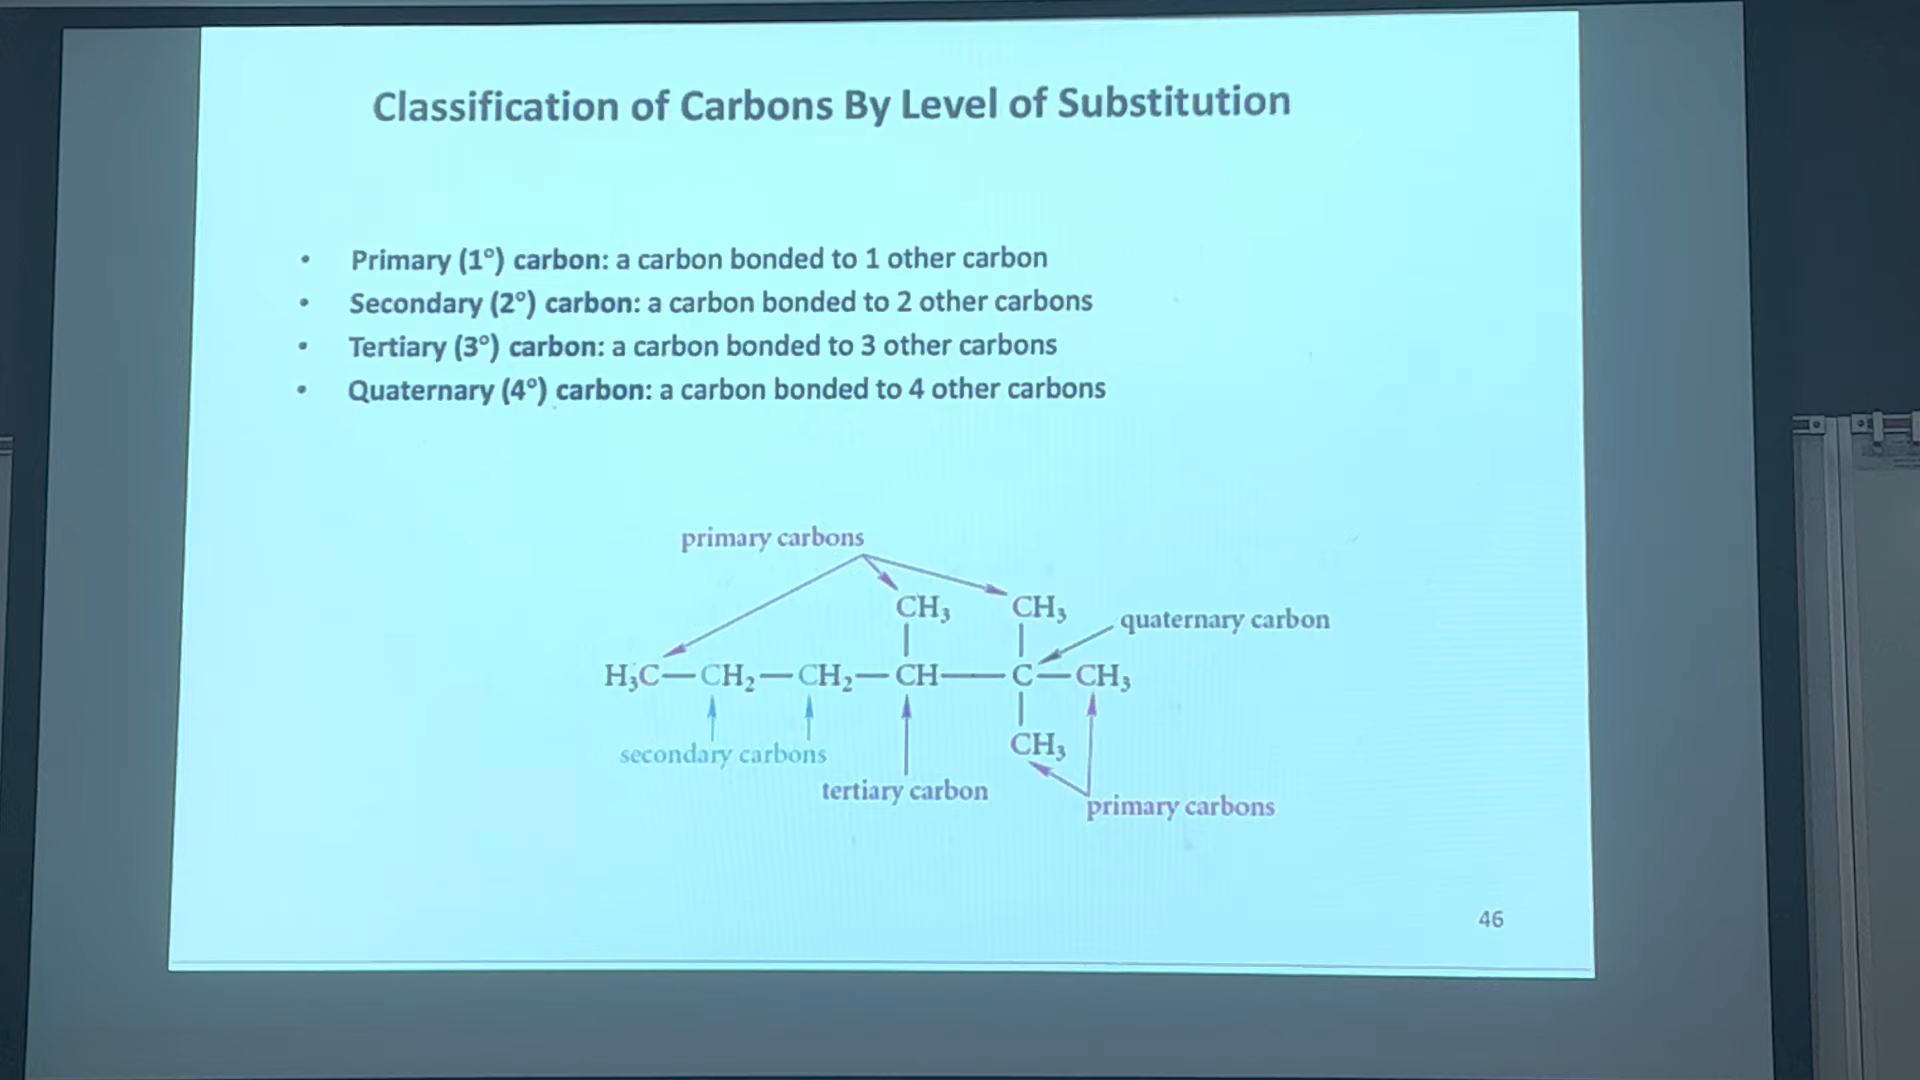 Classification of Carbons By Level of Substitution
• Primary (1°) carbon: a carbon bonded to 1 other carbon
• Secondary (2°) carbon: a carbon bonded to 2 other carbons
• Tertiary (3°) carbon: a carbon bonded to 3 other carbons
• Quaternary (4°) carbon: a carbon bonded to 4 other carbons
primary carbons
CH₃ CH₃
quaternary carbon
H₃C—CH₂—CH₂—CH—C—CH₃
CH₃
secondary carbons
tertiary carbon
primary carbons
46